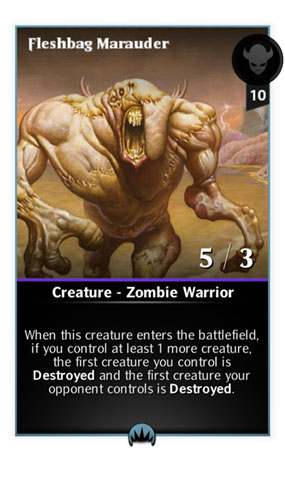 Fleshbag Marauder
10
5 / 3
Creature - Zombie Warrior
When this creature enters the battlefield,
if you control at least 1 more creature,
the first creature you control is
Destroyed and the first creature your
opponent controls is Destroyed.